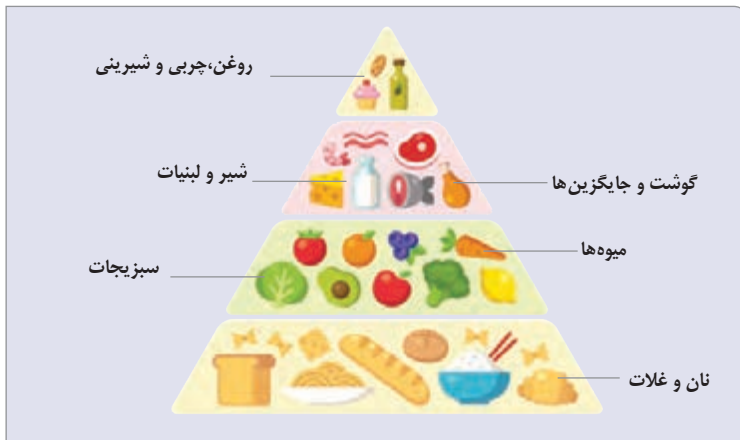 روغن،چربی و شیرینی
شیر و لبنیات
گوشت و جایگزین‌ها
میوه‌ها
سبزیجات
نان و غلات